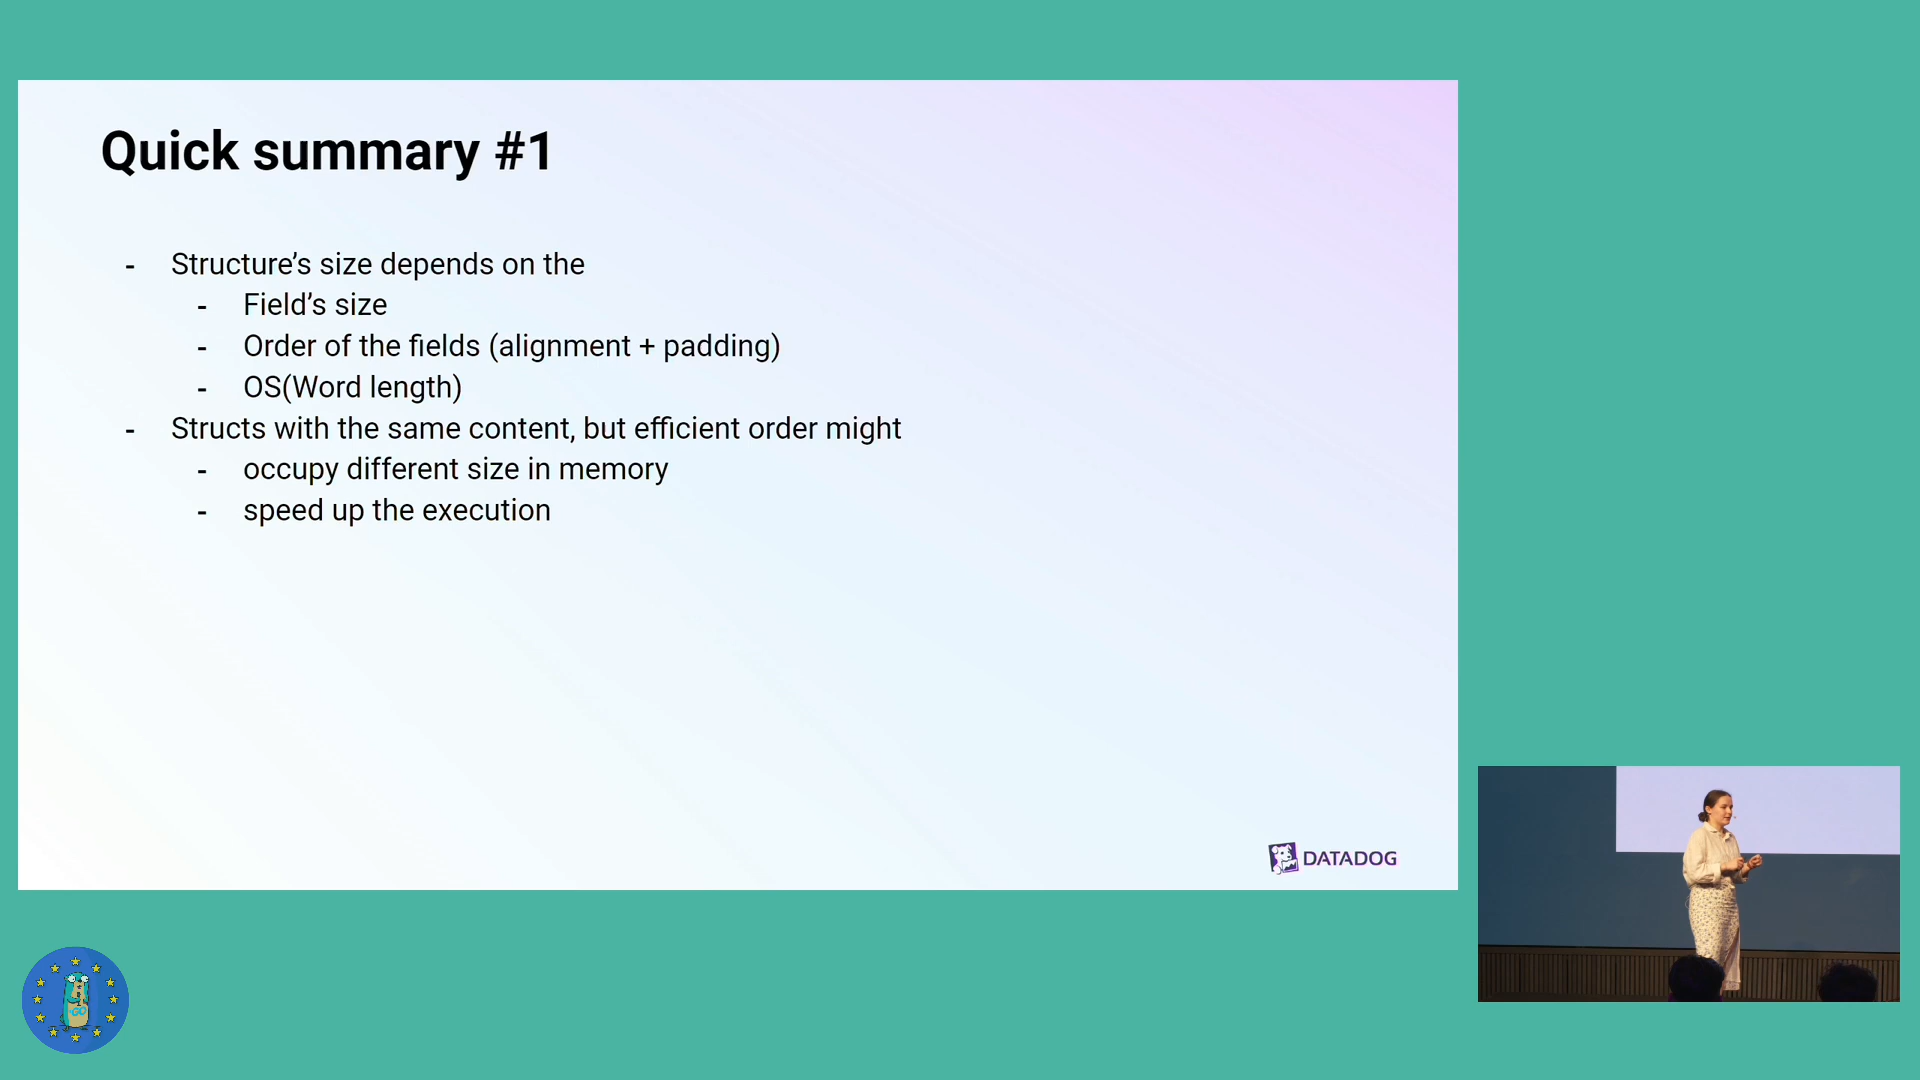 Quick summary #1
- Structure’s size depends on the
- Field’s size
- Order of the fields (alignment + padding)
- OS(Word length)
- Structs with the same content, but efficient order might
- occupy different size in memory
- speed up the execution
DATADOG
GO